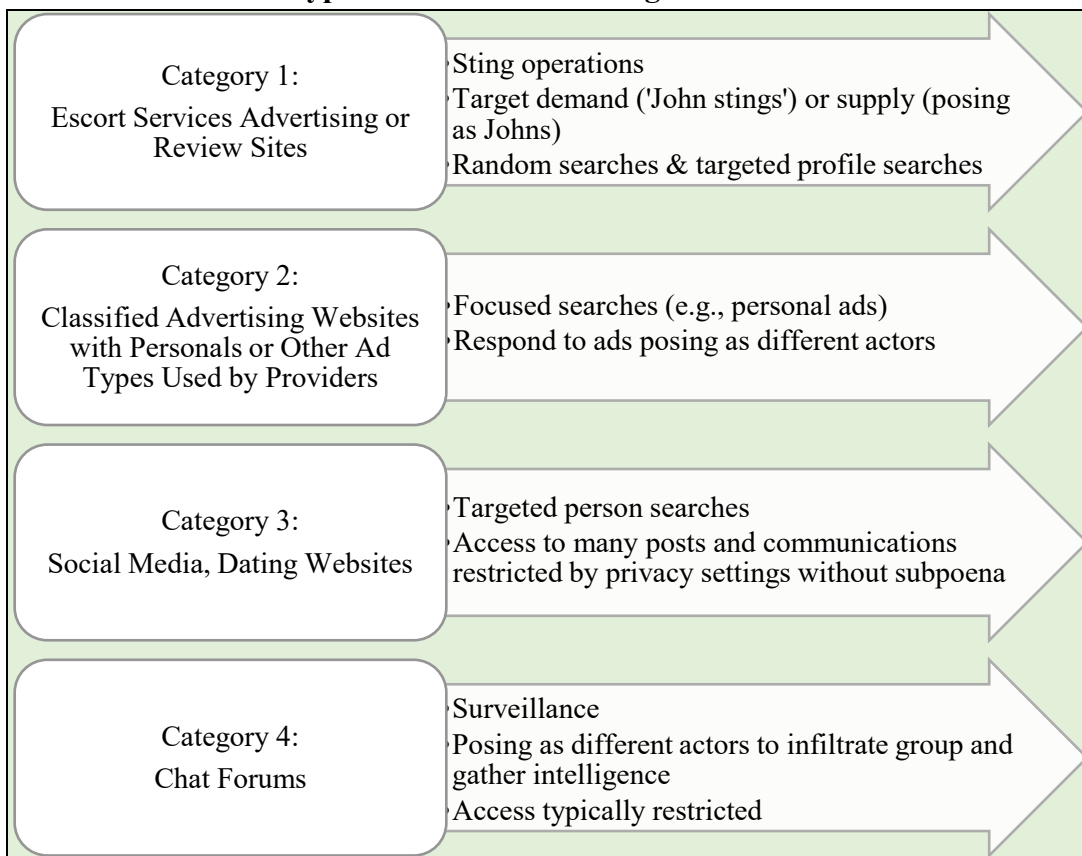 Category 1:
Escort Services Advertising or
Review Sites
•Sting operations
•Target demand ('John stings') or supply (posing
as Johns)
•Random searches & targeted profile searches
Category 2:
Classified Advertising Websites
with Personals or Other Ad
Types Used by Providers
•Focused searches (e.g., personal ads)
•Respond to ads posing as different actors
Category 3:
Social Media, Dating Websites
•Targeted person searches
•Access to many posts and communications
restricted by privacy settings without subpoena
Category 4:
Chat Forums
•Surveillance
•Posing as different actors to infiltrate group and
gather intelligence
•Access typically restricted